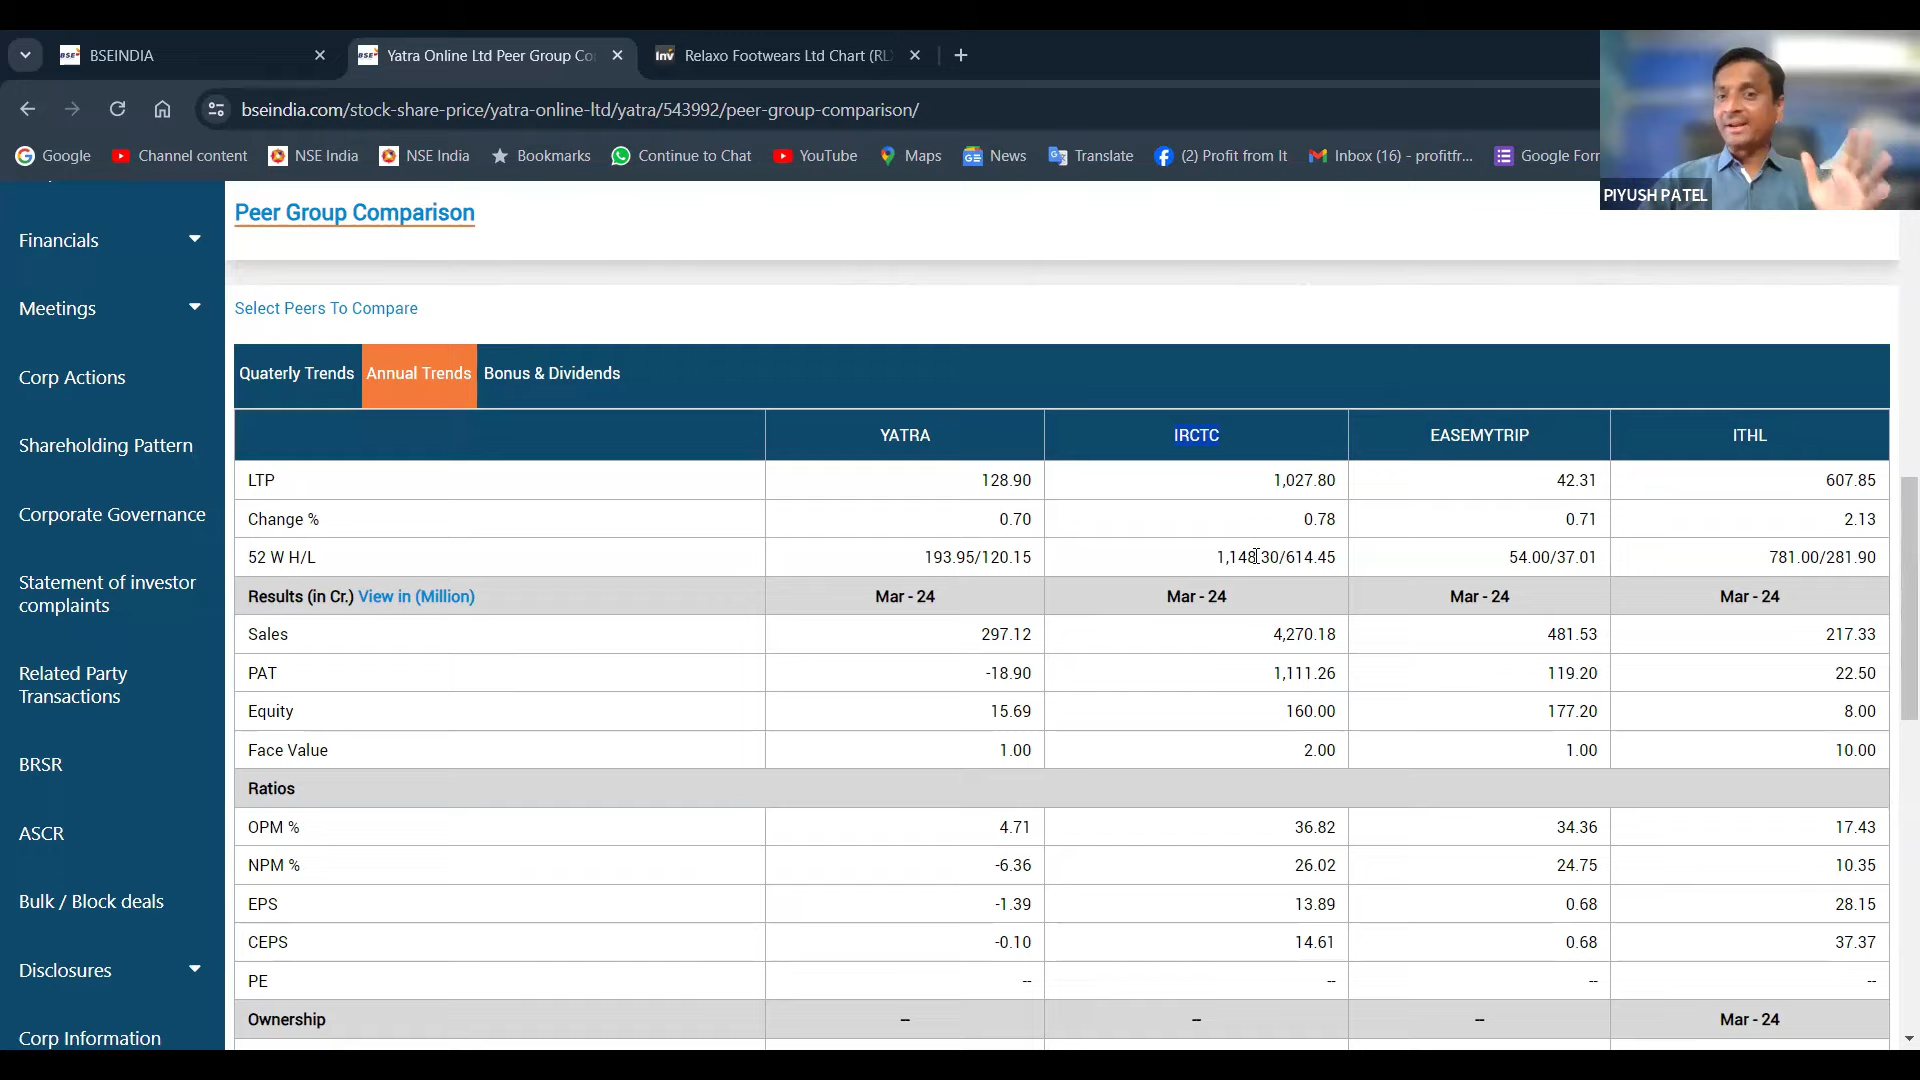 BSEINDIA
Yatra Online Ltd Peer Group Co
Inv Relaxo Footwears Ltd Chart (RL
bseindia.com/stock-share-price/yatra-online-ltd/yatra/543992/peer-group-comparison/
Google Channel content NSE India NSE India Bookmarks Continue to Chat YouTube Maps News Translate (2) Profit from It Inbox (16) - profitfr... Google For
PIYUSH PATEL
Financials
Meetings
Corp Actions
Shareholding Pattern
Corporate Governance
Statement of investor
complaints
Related Party
Transactions
BRSR
ASCR
Bulk / Block deals
Disclosures
Corp Information
Peer Group Comparison
Select Peers To Compare
Quaterly Trends Annual Trends Bonus & Dividends
YATRA IRCTC EASEMYTRIP ITHL
LTP 128.90 1,027.80 42.31 607.85
Change % 0.70 0.78 0.71 2.13
52 W H/L 193.95/120.15 1,148.30/614.45 54.00/37.01 781.00/281.90
Results (in Cr.) View in (Million) Mar - 24 Mar - 24 Mar - 24 Mar - 24
Sales 297.12 4,270.18 481.53 217.33
PAT -18.90 1,111.26 119.20 22.50
Equity 15.69 160.00 177.20 8.00
Face Value 1.00 2.00 1.00 10.00
Ratios
OPM % 4.71 36.82 34.36 17.43
NPM % -6.36 26.02 24.75 10.35
EPS -1.39 13.89 0.68 28.15
CEPS -0.10 14.61 0.68 37.37
PE -- -- -- --
Ownership -- -- -- Mar - 24